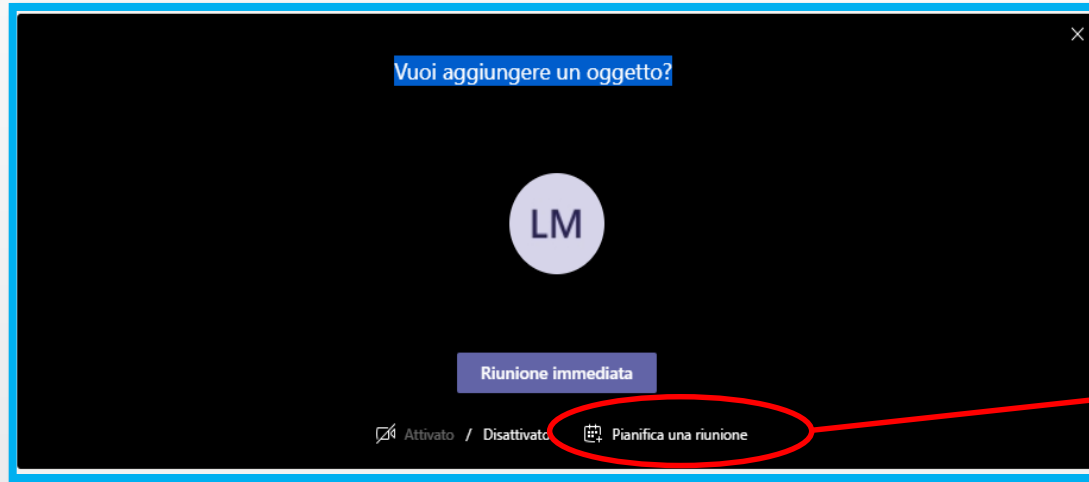 Vuoi aggiungere un oggetto?
LM
Riunione immediata
Attivato / Disattivato Pianifica una riunione